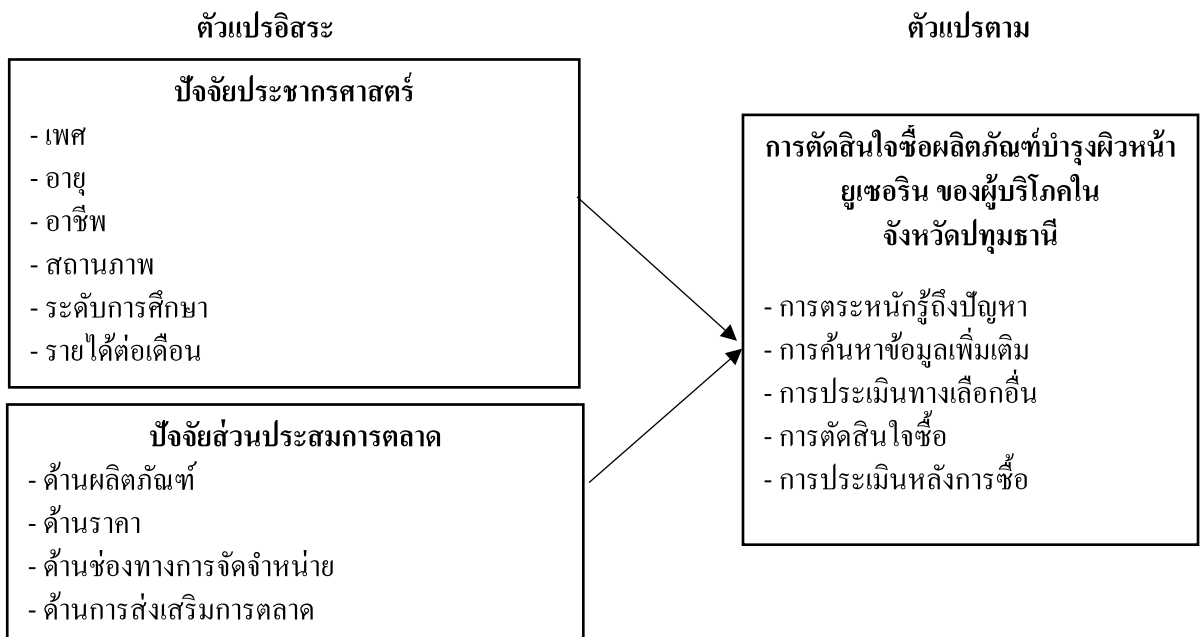 ตัวแปรอิสระ
ตัวแปรตาม
ปัจจัยประชากรศาสตร์
- เพศ
- อายุ
- อาชีพ
- สถานภาพ
- ระดับการศึกษา
- รายได้ต่อเดือน
ปัจจัยส่วนประสมการตลาด
- ด้านผลิตภัณฑ์
- ด้านราคา
- ด้านช่องทางการจัดจำหน่าย
- ด้านการส่งเสริมการตลาด
การตัดสินใจซื้อผลิตภัณฑ์บำรุงผิวหน้า
ยูเซอริน ของผู้บริโภคใน
จังหวัดปทุมธานี
- การตระหนักรู้ถึงปัญหา
- การค้นหาข้อมูลเพิ่มเติม
- การประเมินทางเลือกอื่น
- การตัดสินใจซื้อ
- การประเมินหลังการซื้อ